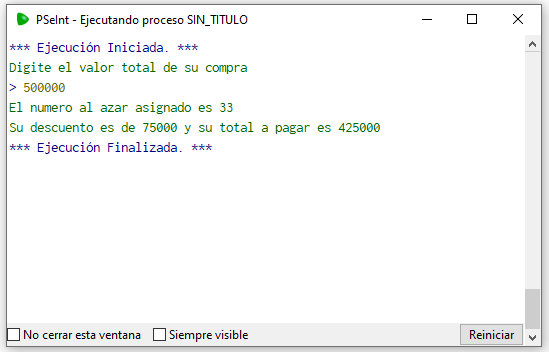 PSeInt - Ejecutando proceso SIN_TITULO
*** Ejecución Iniciada. ***
Digite el valor total de su compra
> 500000
El numero al azar asignado es 33
Su descuento es de 75000 y su total a pagar es 425000
*** Ejecución Finalizada. ***
No cerrar esta ventana Siempre visible Reiniciar